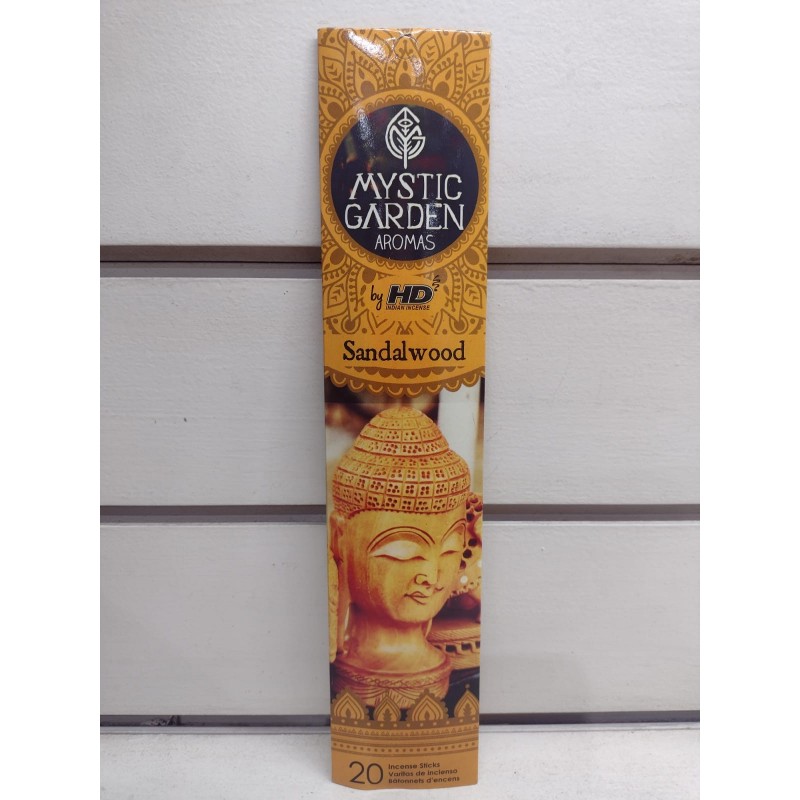 MYSTIC
GARDEN
AROMAS
by HD
INDIAN INCENSE
Sandalwood
20 Incense Sticks
Varitas de incienso
Bâtonnets d'encens